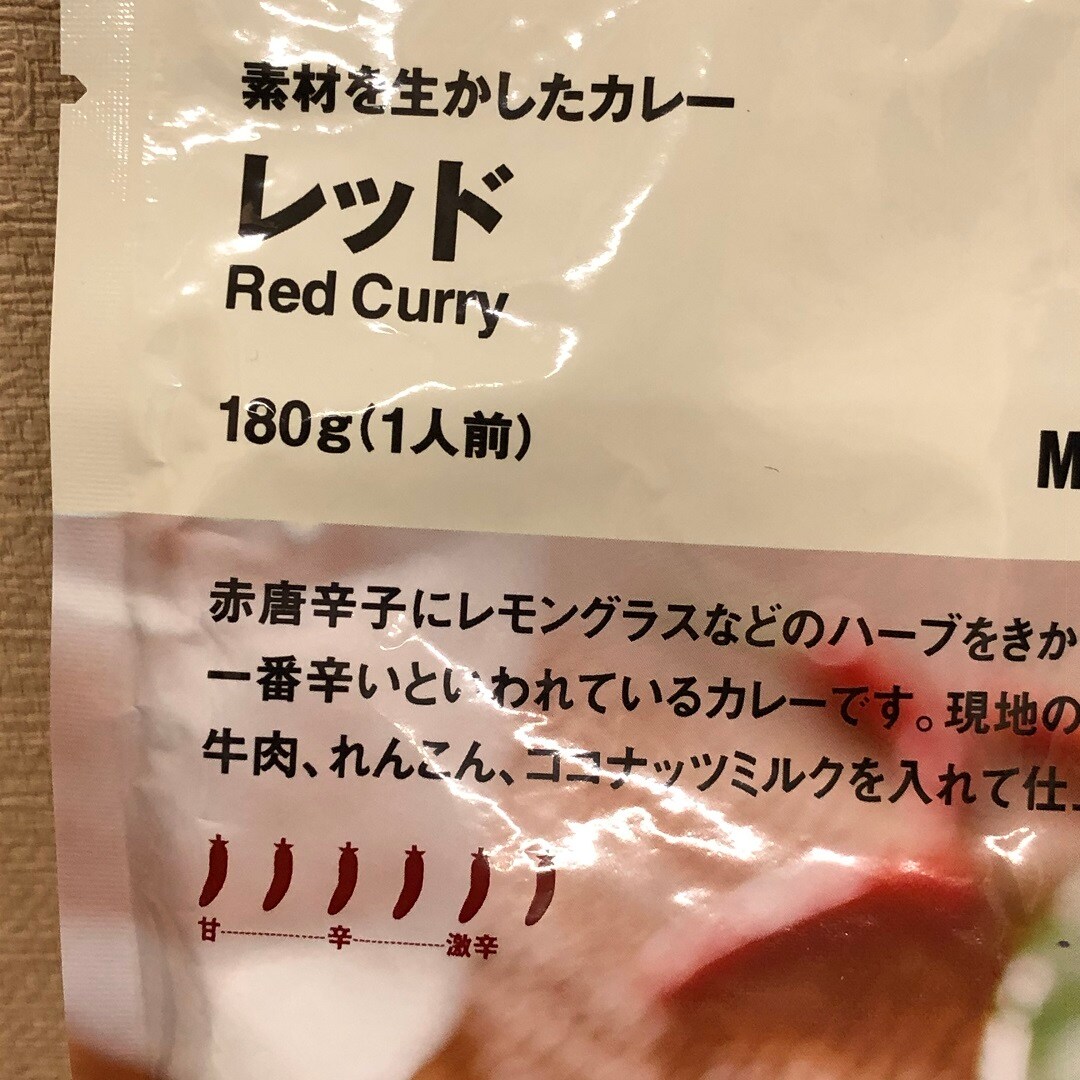 素材を生かしたカレー
レッド
Red Curry
180g(1人前)
M
赤唐辛子にレモングラスなどのハーブをきか
一番辛いといわれているカレーです。現地の
牛肉、れんこん、ココナッツミルクを入れて仕上
甘 辛 激辛